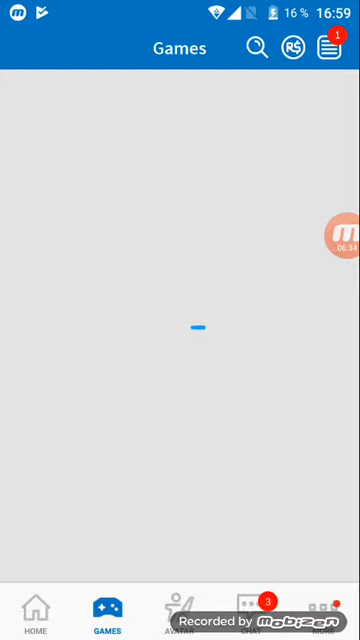 16 % 16:59
Games
R$
1
06:34
3
HOME GAMES AVATAR CHAT MORE
Recorded by mobizen